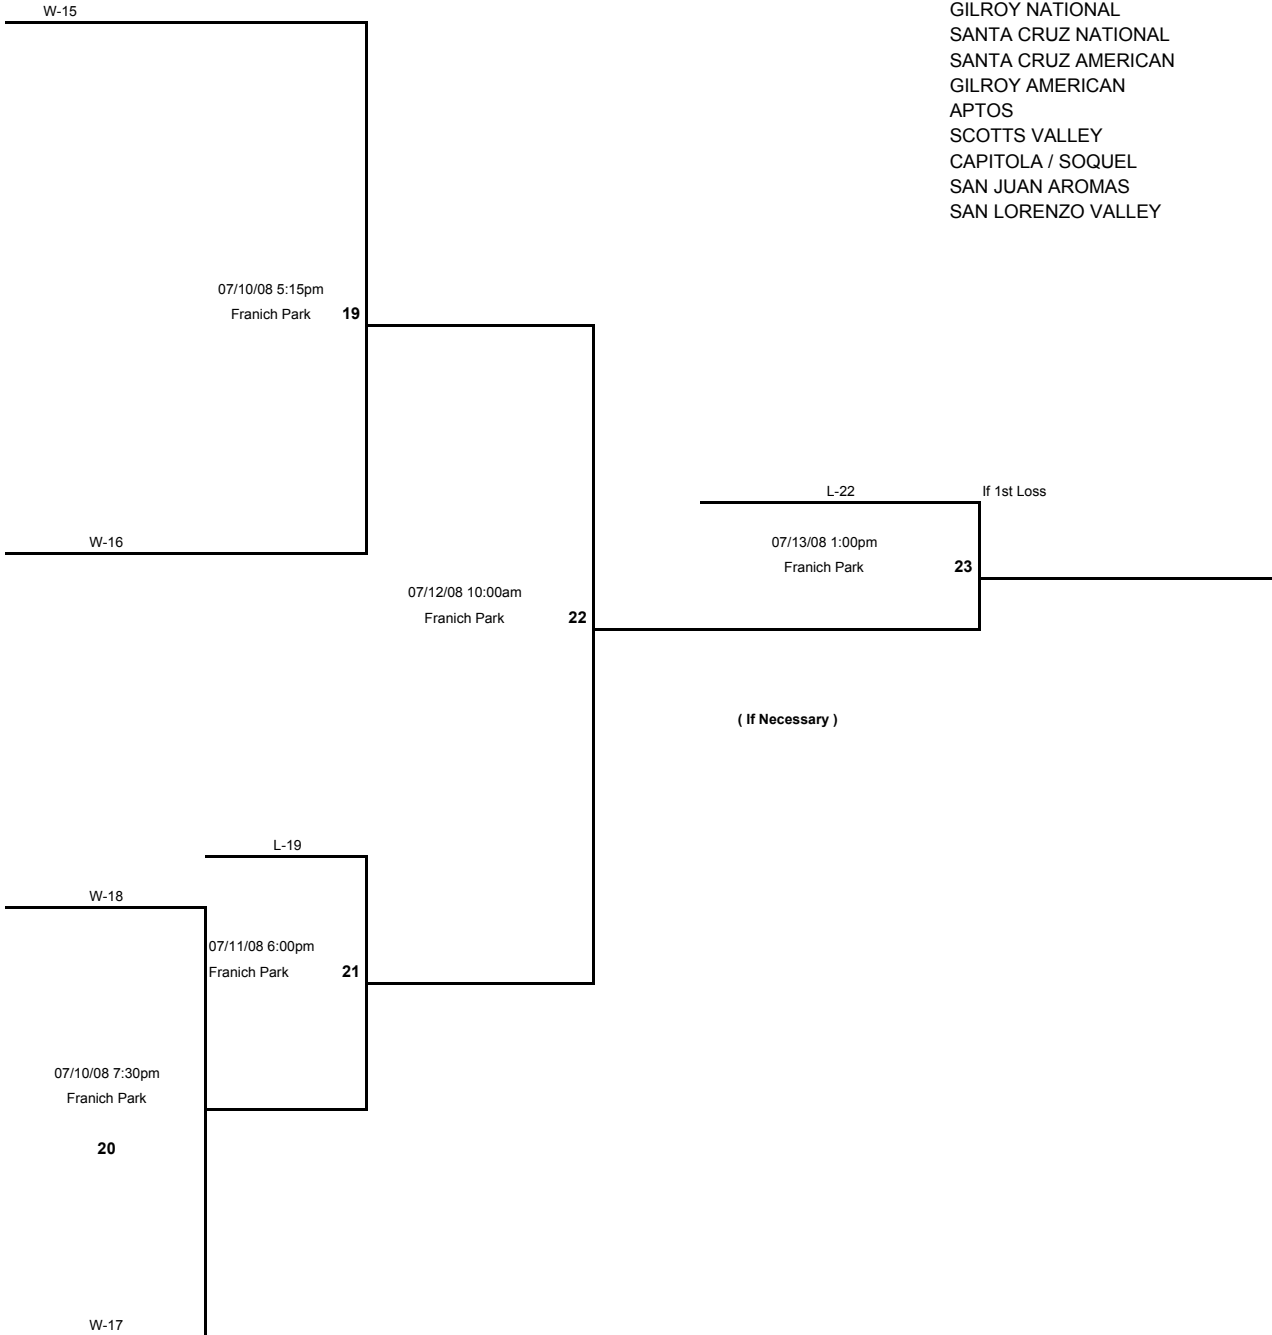 W-15
GILROY NATIONAL
SANTA CRUZ NATIONAL
SANTA CRUZ AMERICAN
GILROY AMERICAN
APTOS
SCOTTS VALLEY
CAPITOLA / SOQUEL
SAN JUAN AROMAS
SAN LORENZO VALLEY
07/10/08 5:15pm
Franich Park 19
L-22 If 1st Loss
W-16
07/13/08 1:00pm
Franich Park 23
07/12/08 10:00am
Franich Park 22
( If Necessary )
L-19
W-18
07/11/08 6:00pm
Franich Park 21
07/10/08 7:30pm
Franich Park
20
W-17